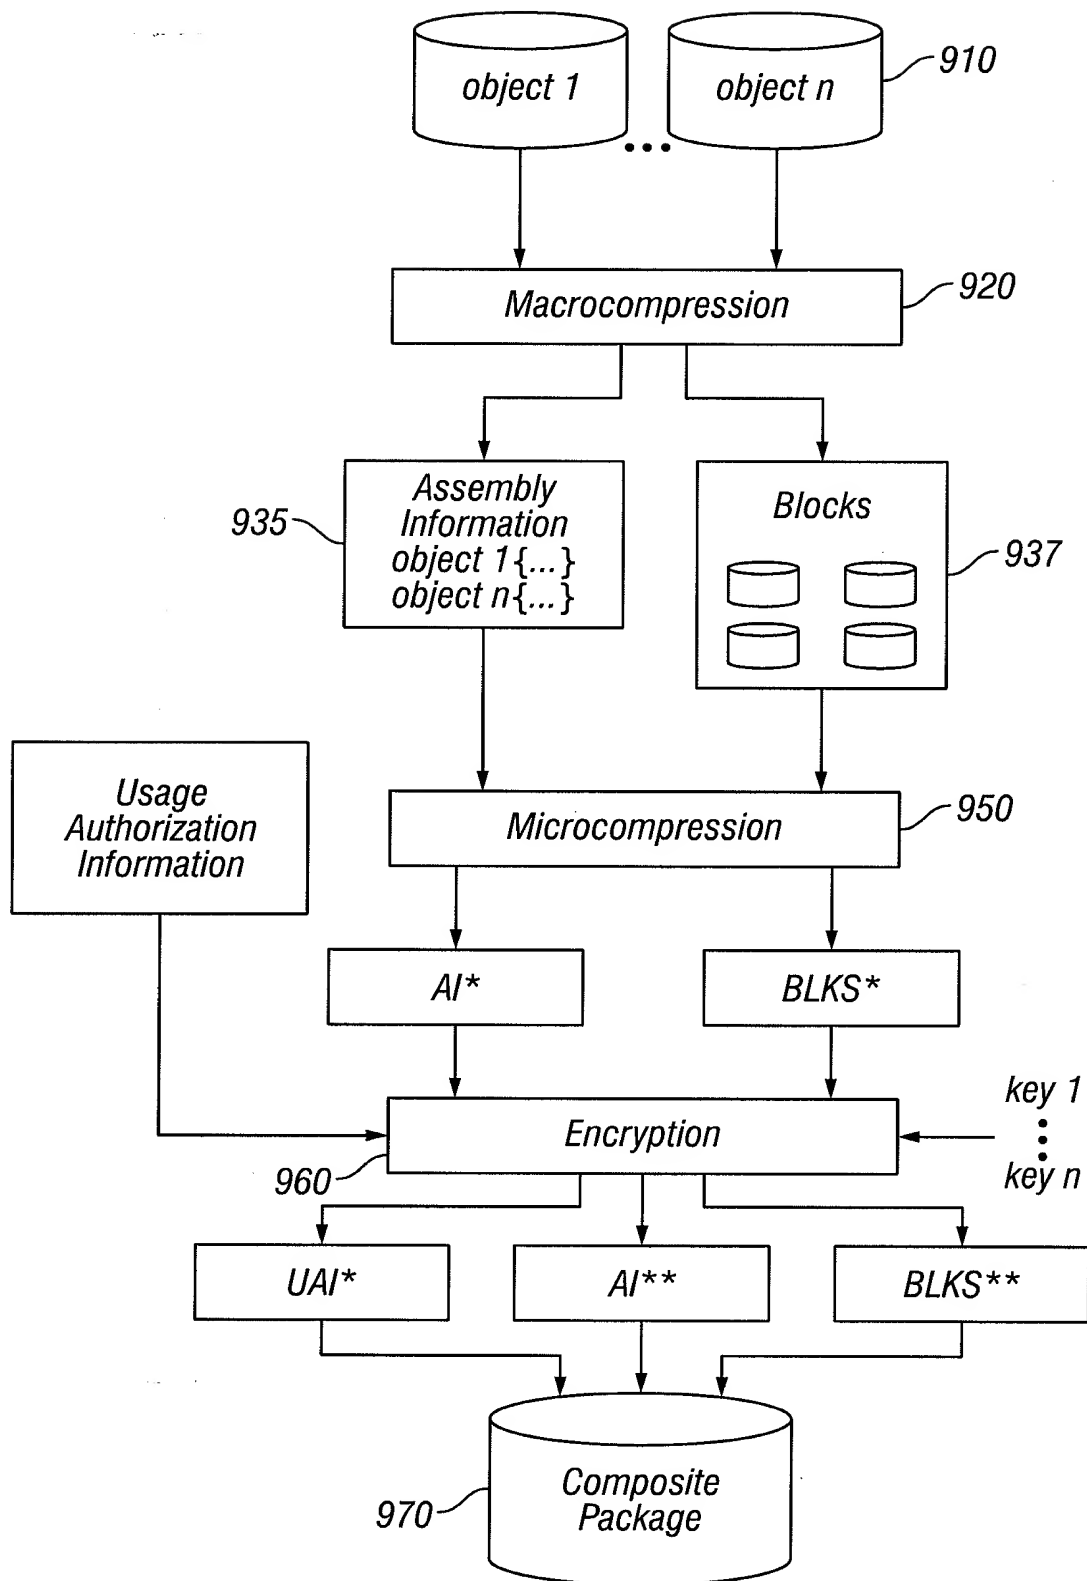 object 1
object n
910
...
Macrocompression
920
Assembly
Information
object 1{...}
object n{...}
935
Blocks
937
Usage
Authorization
Information
Microcompression
950
AI*
BLKS*
key 1
Encryption
key n
960
UAI*
AI**
BLKS**
Composite
Package
970